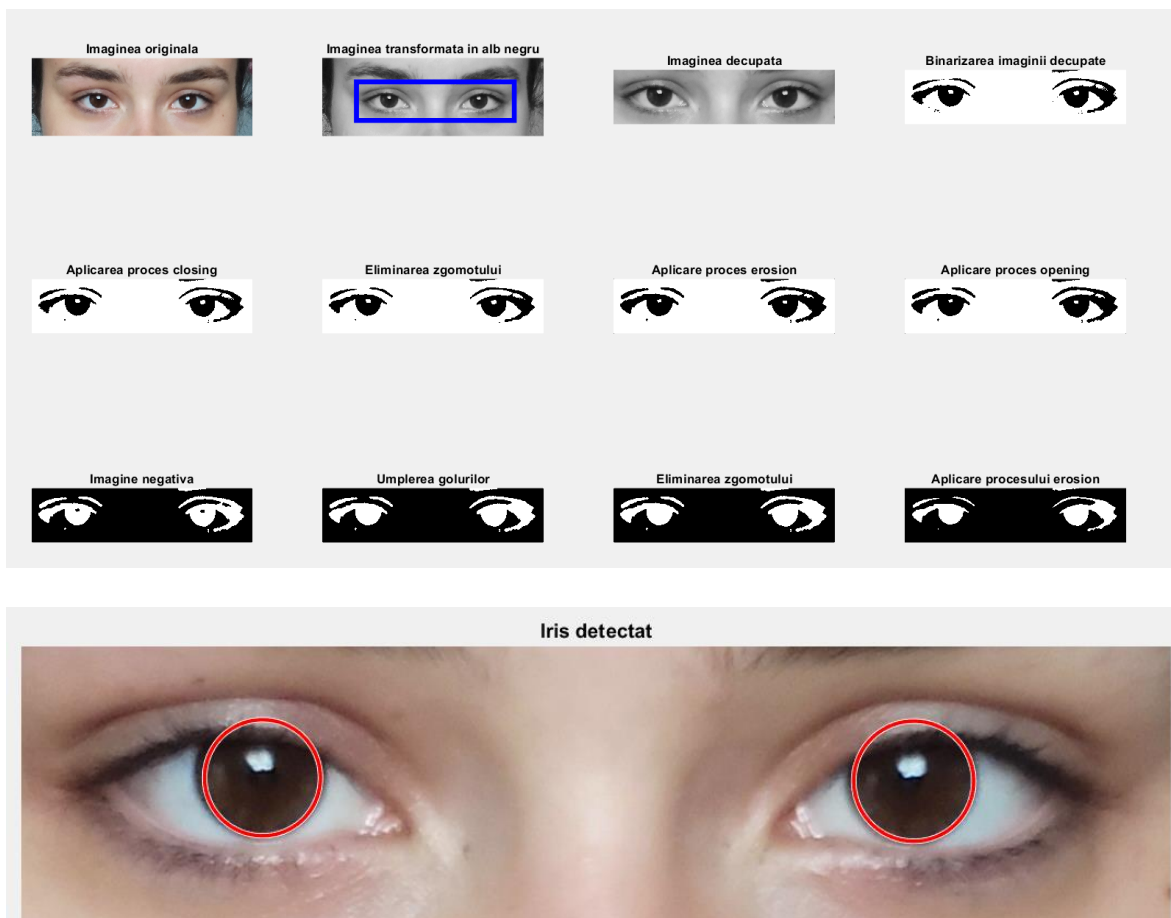 Imaginea originala
Imaginea transformata in alb negru
Imaginea decupata
Binarizarea imaginii decupate
Aplicarea proces closing
Eliminarea zgomotului
Aplicare proces erosion
Aplicare proces opening
Imagine negativa
Umplerea golurilor
Eliminarea zgomotului
Aplicare procesului erosion
Iris detectat